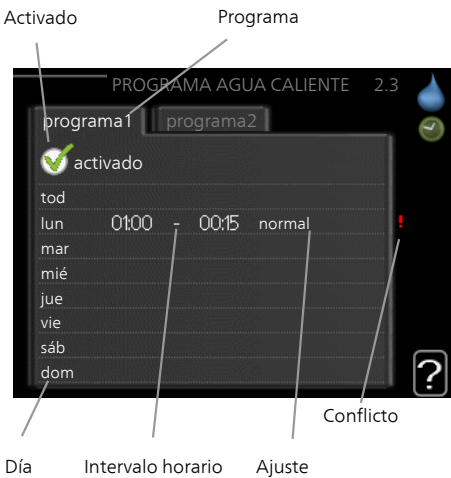 Activado Programa
PROGRAMA AGUA CALIENTE 2.3
programa1 programa2
activado
tod
lun 01:00 - 00:15 normal !
mar
mié
jue
vie
sáb
dom
?
Conflicto
Día Intervalo horario Ajuste